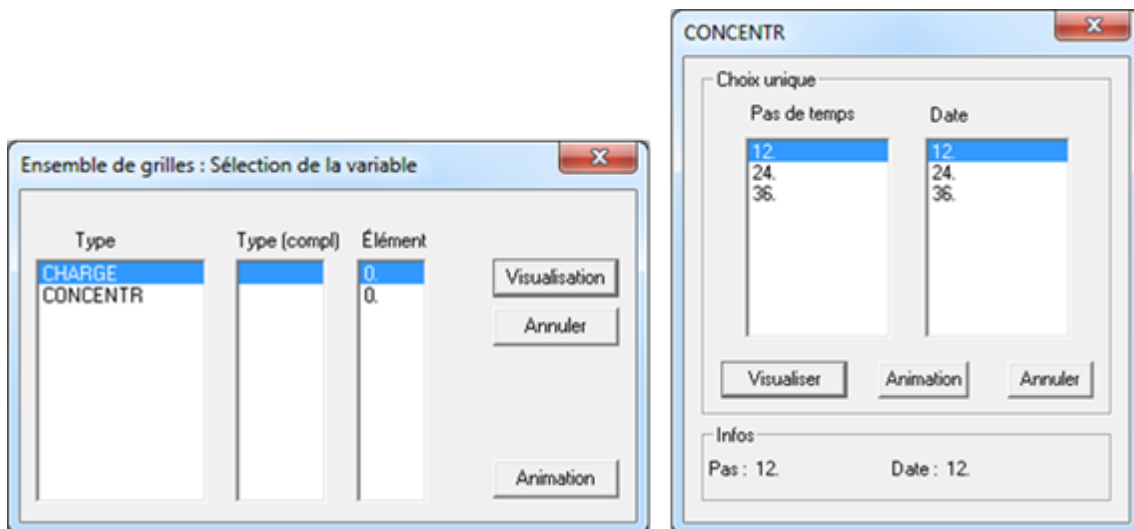 Ensemble de grilles : Sélection de la variable
Type Type (compl) Élément
CHARGE 0.
CONCENTR 0.
Visualisation
Annuler
Animation
CONCENTR
Choix unique
Pas de temps Date
12. 12.
24. 24.
36. 36.
Visualiser Animation Annuler
Infos
Pas : 12. Date : 12.